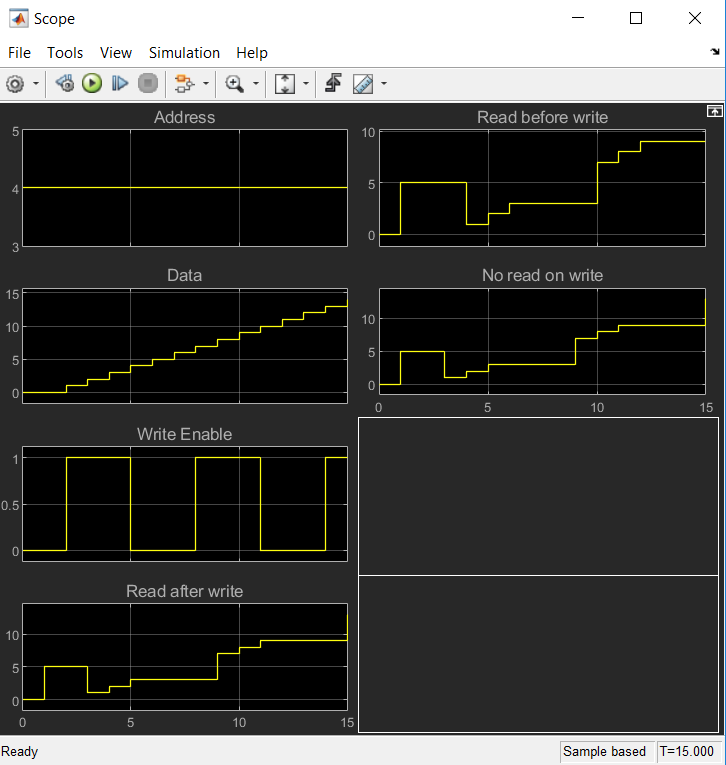 Scope
File Tools View Simulation Help
Address
5
4
3
Data
15
10
5
0
Write Enable
1
0.5
0
Read after write
10
5
0
0 5 10 15
Read before write
10
5
0
No read on write
10
5
0
0 5 10 15
Ready
Sample based
T=15.000